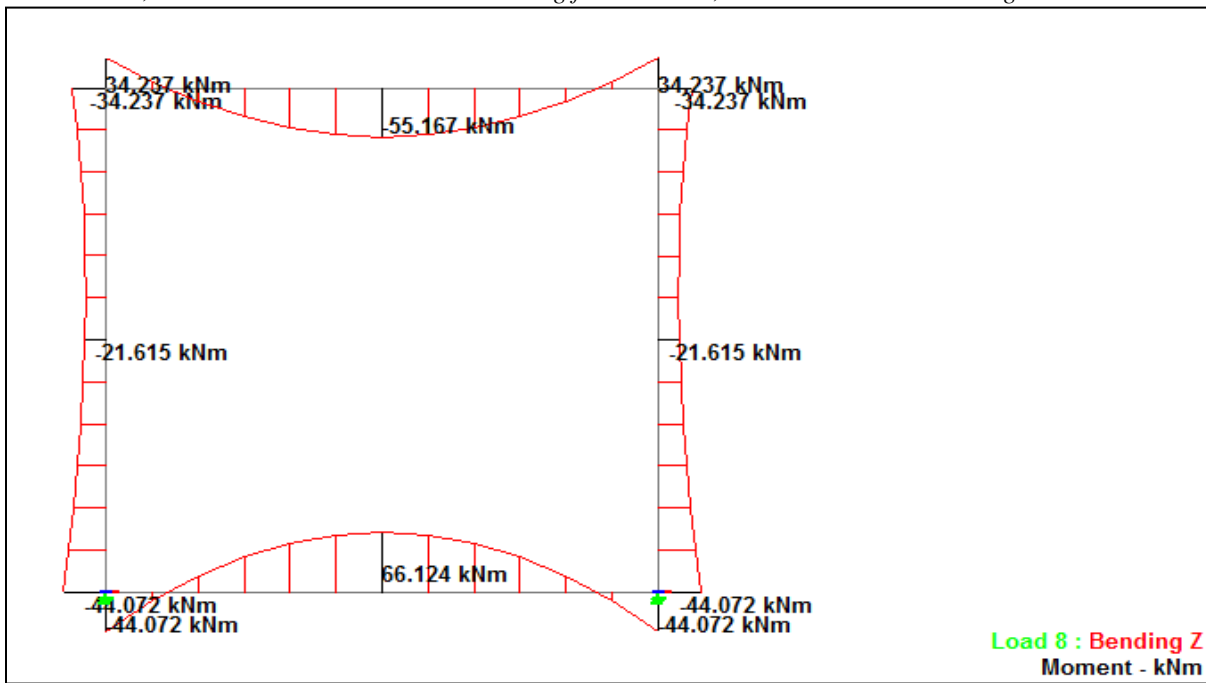 34.237 kNm
34.237 kNm
-34.237 kNm
-34.237 kNm
-55.167 kNm
-21.615 kNm
-21.615 kNm
66.124 kNm
-44.072 kNm
-44.072 kNm
-44.072 kNm
-44.072 kNm
Load 8 : Bending Z
Moment - kNm